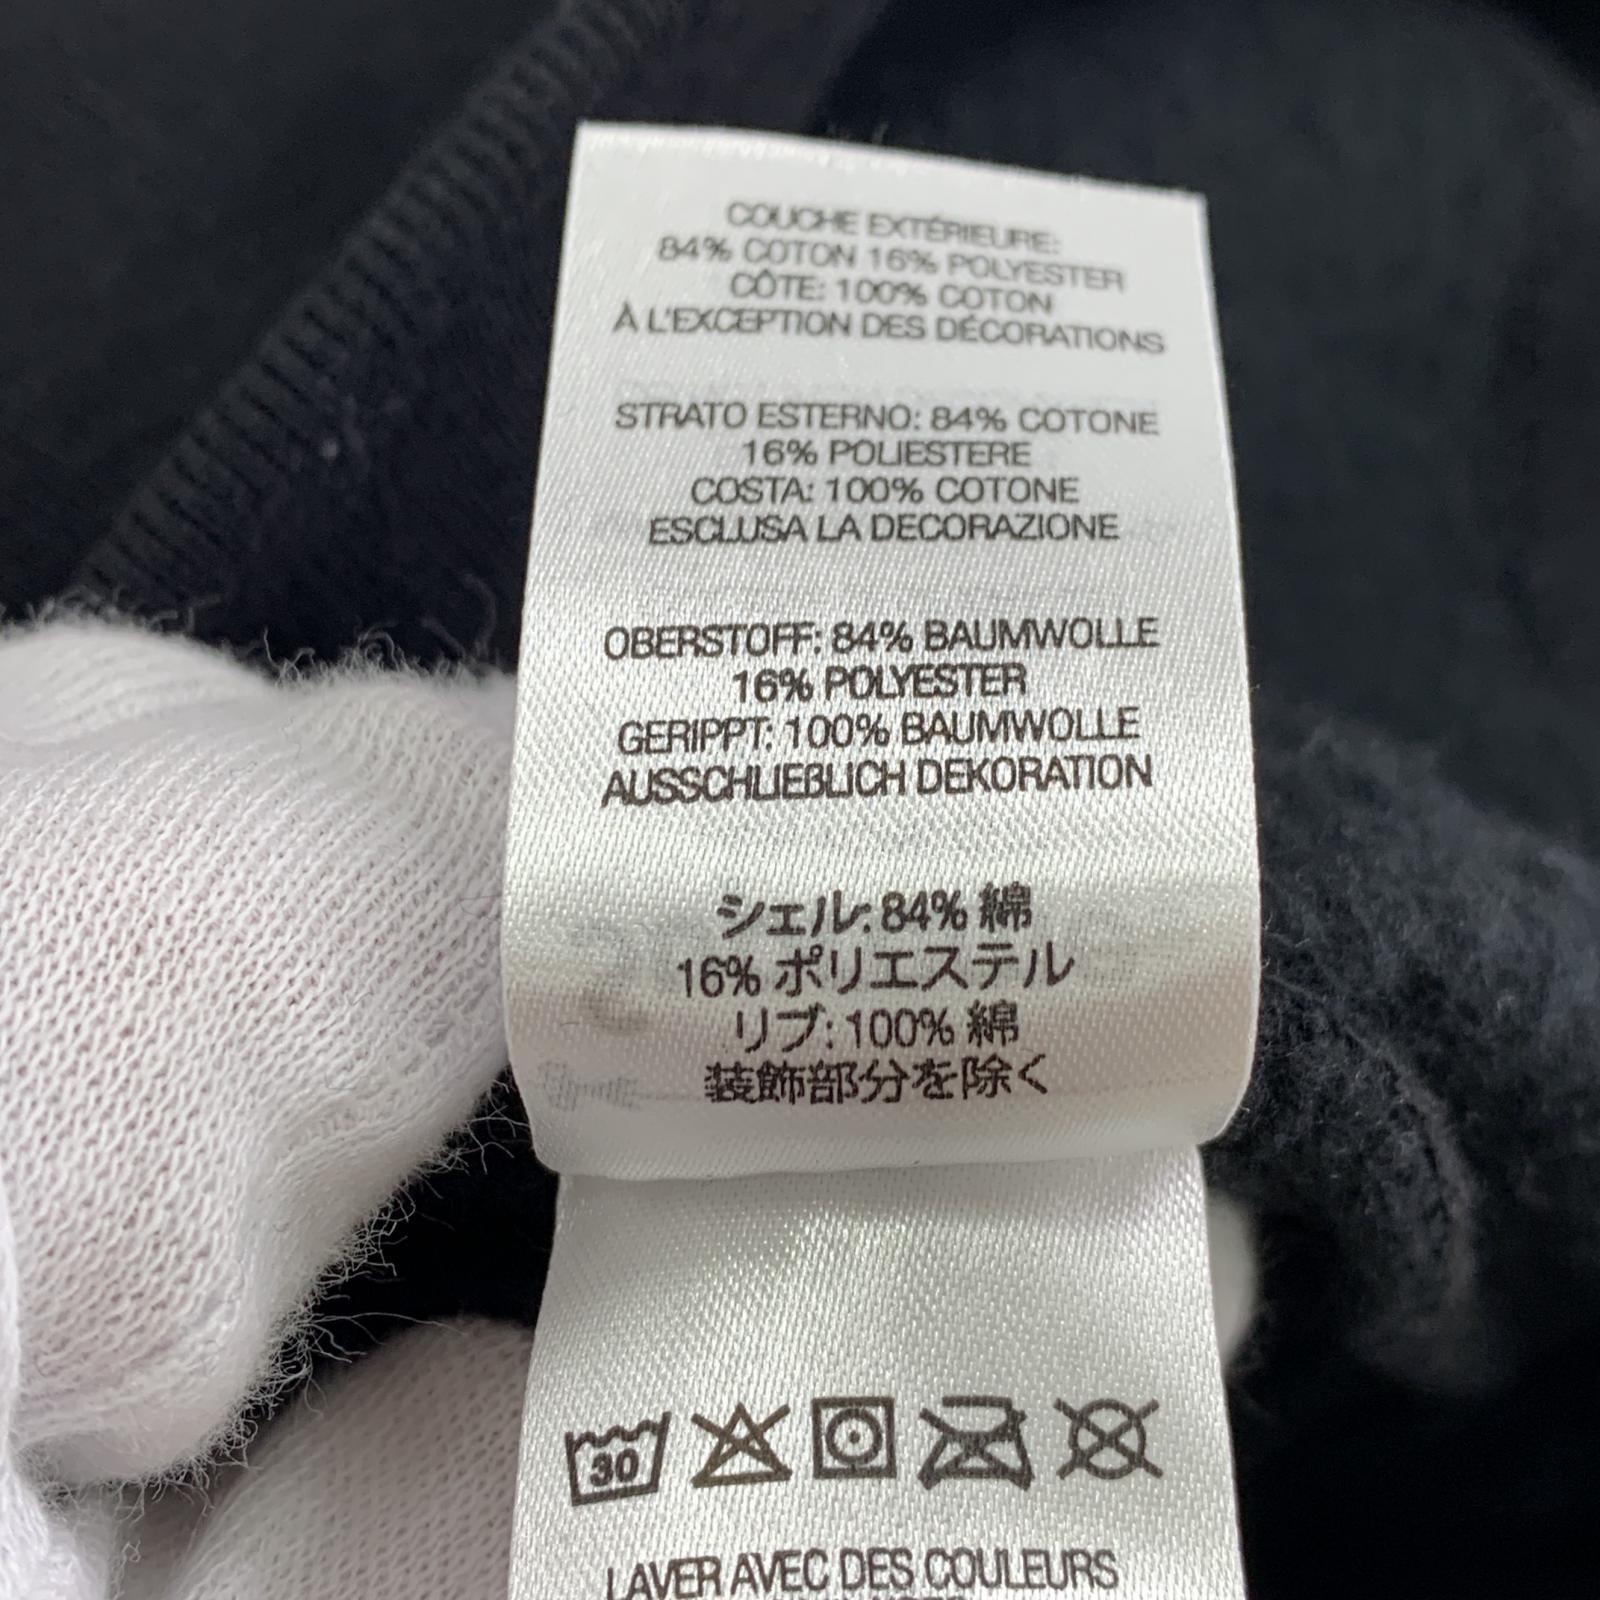 COUCHE EXTÉRIEURE:
84% COTON 16% POLYESTER
CÔTE: 100% COTON
À L'EXCEPTION DES DÉCORATIONS
STRATO ESTERNO: 84% COTONE
16% POLIESTERE
COSTA: 100% COTONE
ESCLUSA LA DECORAZIONE
OBERSTOFF: 84% BAUMWOLLE
16% POLYESTER
GERIPPT: 100% BAUMWOLLE
AUSSCHLIEßLICH DEKORATION
シェル: 84% 綿
16% ポリエステル
リブ: 100% 綿
装飾部分を除く
30
LAVER AVEC DES COULEURS